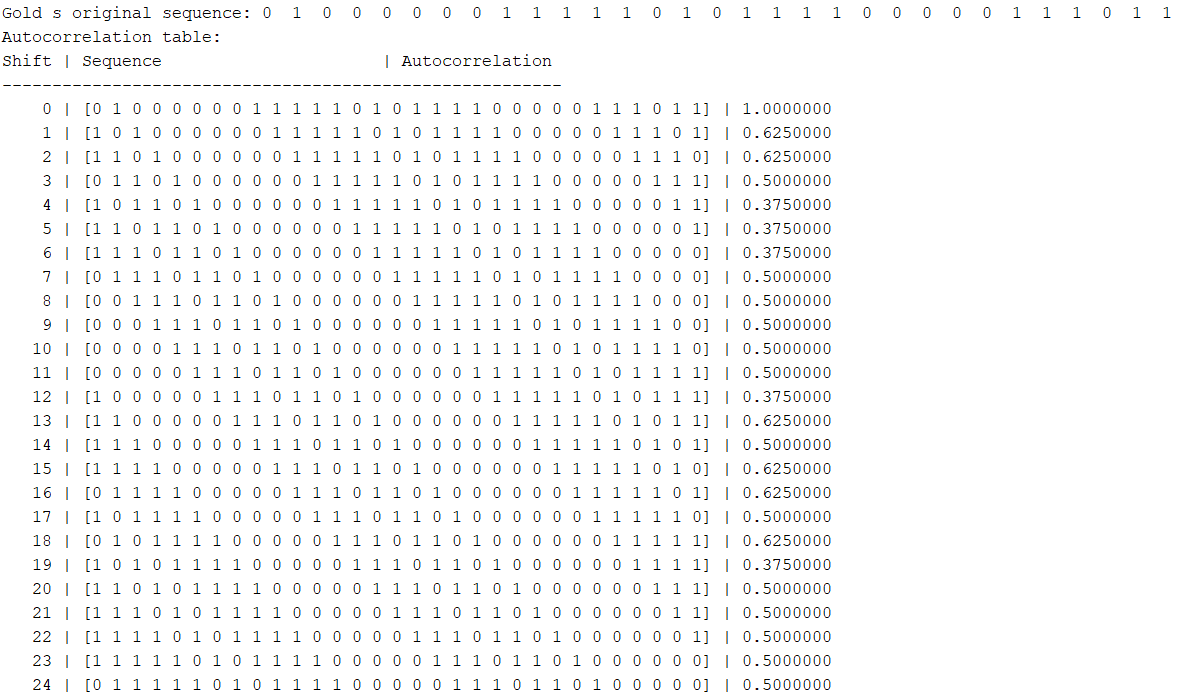 Gold s original sequence: 0 1 0 0 0 0 0 0 1 1 1 1 1 0 1 0 1 1 1 1 0 0 0 0 0 1 1 1 0 1 1
Autocorrelation table:
Shift | Sequence | Autocorrelation
--------------------------------------------------------
0 | [0 1 0 0 0 0 0 0 1 1 1 1 1 0 1 0 1 1 1 1 0 0 0 0 0 1 1 1 0 1 1] | 1.0000000
1 | [1 0 1 0 0 0 0 0 0 1 1 1 1 1 0 1 0 1 1 1 1 0 0 0 0 0 1 1 1 0 1] | 0.6250000
2 | [1 1 0 1 0 0 0 0 0 0 1 1 1 1 1 0 1 0 1 1 1 1 0 0 0 0 0 1 1 1 0] | 0.6250000
3 | [0 1 1 0 1 0 0 0 0 0 0 1 1 1 1 1 0 1 0 1 1 1 1 0 0 0 0 0 1 1 1] | 0.5000000
4 | [1 0 1 1 0 1 0 0 0 0 0 0 1 1 1 1 1 0 1 0 1 1 1 1 0 0 0 0 0 1 1] | 0.3750000
5 | [1 1 0 1 1 0 1 0 0 0 0 0 0 1 1 1 1 1 0 1 0 1 1 1 1 0 0 0 0 0 1] | 0.3750000
6 | [1 1 1 0 1 1 0 1 0 0 0 0 0 0 1 1 1 1 1 0 1 0 1 1 1 1 0 0 0 0 0] | 0.3750000
7 | [0 1 1 1 0 1 1 0 1 0 0 0 0 0 0 1 1 1 1 1 0 1 0 1 1 1 1 0 0 0 0] | 0.5000000
8 | [0 0 1 1 1 0 1 1 0 1 0 0 0 0 0 0 1 1 1 1 1 0 1 0 1 1 1 1 0 0 0] | 0.5000000
9 | [0 0 0 1 1 1 0 1 1 0 1 0 0 0 0 0 0 1 1 1 1 1 0 1 0 1 1 1 1 0 0] | 0.5000000
10 | [0 0 0 0 1 1 1 0 1 1 0 1 0 0 0 0 0 0 1 1 1 1 1 0 1 0 1 1 1 1 0] | 0.5000000
11 | [0 0 0 0 0 1 1 1 0 1 1 0 1 0 0 0 0 0 0 1 1 1 1 1 0 1 0 1 1 1 1] | 0.5000000
12 | [1 0 0 0 0 0 1 1 1 0 1 1 0 1 0 0 0 0 0 0 1 1 1 1 1 0 1 0 1 1 1] | 0.3750000
13 | [1 1 0 0 0 0 0 1 1 1 0 1 1 0 1 0 0 0 0 0 0 1 1 1 1 1 0 1 0 1 1] | 0.6250000
14 | [1 1 1 0 0 0 0 0 1 1 1 0 1 1 0 1 0 0 0 0 0 0 1 1 1 1 1 0 1 0 1] | 0.5000000
15 | [1 1 1 1 0 0 0 0 0 1 1 1 0 1 1 0 1 0 0 0 0 0 0 1 1 1 1 1 0 1 0] | 0.6250000
16 | [0 1 1 1 1 0 0 0 0 0 1 1 1 0 1 1 0 1 0 0 0 0 0 0 1 1 1 1 1 0 1] | 0.6250000
17 | [1 0 1 1 1 1 0 0 0 0 0 1 1 1 0 1 1 0 1 0 0 0 0 0 0 1 1 1 1 1 0] | 0.5000000
18 | [0 1 0 1 1 1 1 0 0 0 0 0 1 1 1 0 1 1 0 1 0 0 0 0 0 0 1 1 1 1 1] | 0.6250000
19 | [1 0 1 0 1 1 1 1 0 0 0 0 0 1 1 1 0 1 1 0 1 0 0 0 0 0 0 1 1 1 1] | 0.3750000
20 | [1 1 0 1 0 1 1 1 1 0 0 0 0 0 1 1 1 0 1 1 0 1 0 0 0 0 0 0 1 1 1] | 0.5000000
21 | [1 1 1 0 1 0 1 1 1 1 0 0 0 0 0 1 1 1 0 1 1 0 1 0 0 0 0 0 0 1 1] | 0.5000000
22 | [1 1 1 1 0 1 0 1 1 1 1 0 0 0 0 0 1 1 1 0 1 1 0 1 0 0 0 0 0 0 1] | 0.5000000
23 | [1 1 1 1 1 0 1 0 1 1 1 1 0 0 0 0 0 1 1 1 0 1 1 0 1 0 0 0 0 0 0] | 0.5000000
24 | [0 1 1 1 1 1 0 1 0 1 1 1 1 0 0 0 0 0 1 1 1 0 1 1 0 1 0 0 0 0 0] | 0.5000000